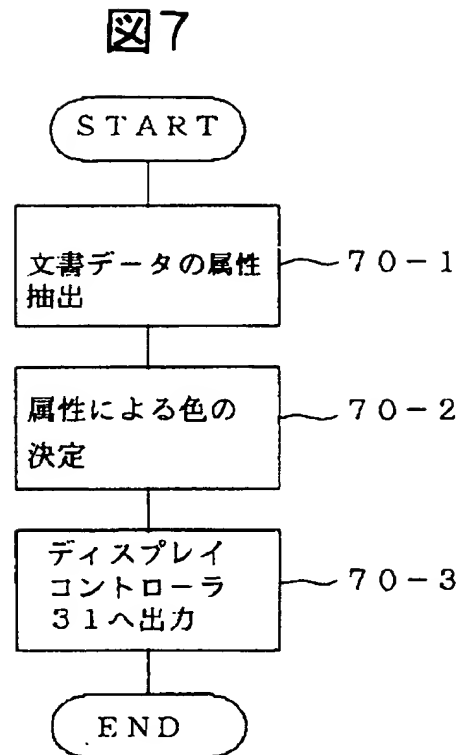 図7
START
文書データの属性
抽出
70-1
属性による色の
決定
70-2
ディスプレイ
コントローラ
31へ出力
70-3
END